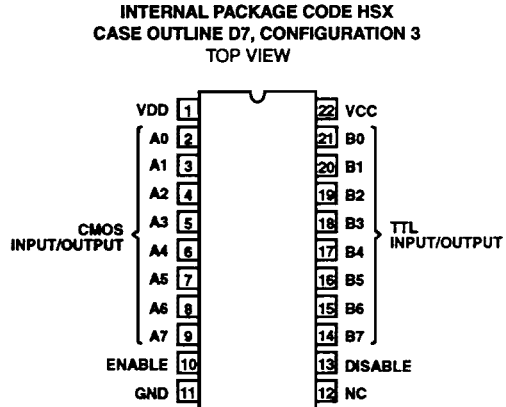 INTERNAL PACKAGE CODE HSX
CASE OUTLINE D7, CONFIGURATION 3
TOP VIEW
VDD 1 22 VCC
A0 2 21 B0
A1 3 20 B1
A2 4 19 B2
A3 5 18 B3
CMOS
INPUT/OUTPUT
TTL
INPUT/OUTPUT
A4 6 17 B4
A5 7 16 B5
A6 8 15 B6
A7 9 14 B7
ENABLE 10 13 DISABLE
GND 11 12 NC